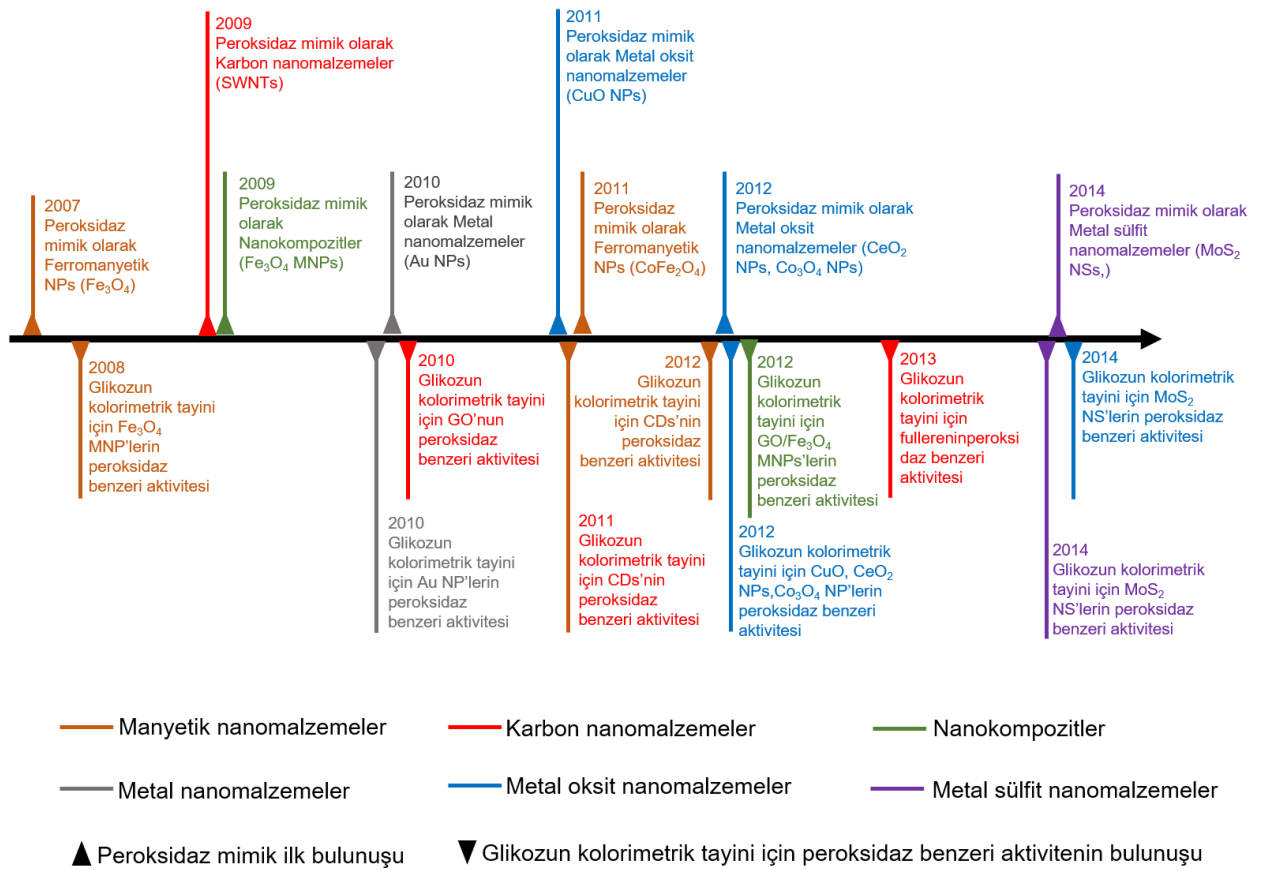 2009
Peroksidaz mimik olarak
Karbon nanomalzemeler
(SWNTs)
2011
Peroksidaz mimik
olarak Metal oksit
nanomalzemeler
(CuO NPs)
2007
Peroksidaz
mimik olarak
Ferromanyetik
NPs (Fe₃O₄)
2009
Peroksidaz mimik
olarak
Nanokompozitler
(Fe₃O₄ MNPs)
2010
Peroksidaz mimik
olarak Metal
nanomalzemeler
(Au NPs)
2011
Peroksidaz
mimik olarak
Ferromanyetik
NPs (CoFe₂O₄)
2012
Peroksidaz mimik olarak
Metal oksit
nanomalzemeler (CeO₂
NPs, Co₃O₄ NPs)
2014
Peroksidaz mimik olarak
Metal sülfit
nanomalzemeler (MoS₂
NSs,)
2008
Glikozun
kolorimetrik tayini
için Fe₃O₄
MNP’lerin
peroksidaz
benzeri aktivitesi
2010
Glikozun
kolorimetrik tayini
için GO’nun
peroksidaz
benzeri aktivitesi
2012
Glikozun
kolorimetrik tayini
için CDs’nin
peroksidaz
benzeri aktivitesi
2012
Glikozun
kolorimetrik
tayini için
GO/Fe₃O₄
MNPs’lerin
peroksidaz
benzeri aktivitesi
2013
Glikozun
kolorimetrik
tayini için
fullereninperoksi
daz benzeri
aktivitesi
2014
Glikozun kolorimetrik
tayini için MoS₂
NS’lerin peroksidaz
benzeri aktivitesi
2010
Glikozun
kolorimetrik tayini
için Au NP’lerin
peroksidaz
benzeri aktivitesi
2011
Glikozun
kolorimetrik tayini
için CDs’nin
peroksidaz
benzeri aktivitesi
2012
Glikozun kolorimetrik
tayini için CuO, CeO₂
NPs,Co₃O₄ NP’lerin
peroksidaz benzeri
aktivitesi
2014
Glikozun kolorimetrik
tayini için MoS₂
NS’lerin peroksidaz
benzeri aktivitesi
Manyetik nanomalzemeler
Karbon nanomalzemeler
Nanokompozitler
Metal nanomalzemeler
Metal oksit nanomalzemeler
Metal sülfit nanomalzemeler
Peroksidaz mimik ilk bulunuşu
Glikozun kolorimetrik tayini için peroksidaz benzeri aktivitenin bulunuşu